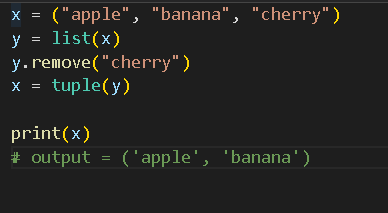 x = ("apple", "banana", "cherry")
y = list(x)
y.remove("cherry")
x = tuple(y)
print(x)
# output = ('apple', 'banana')